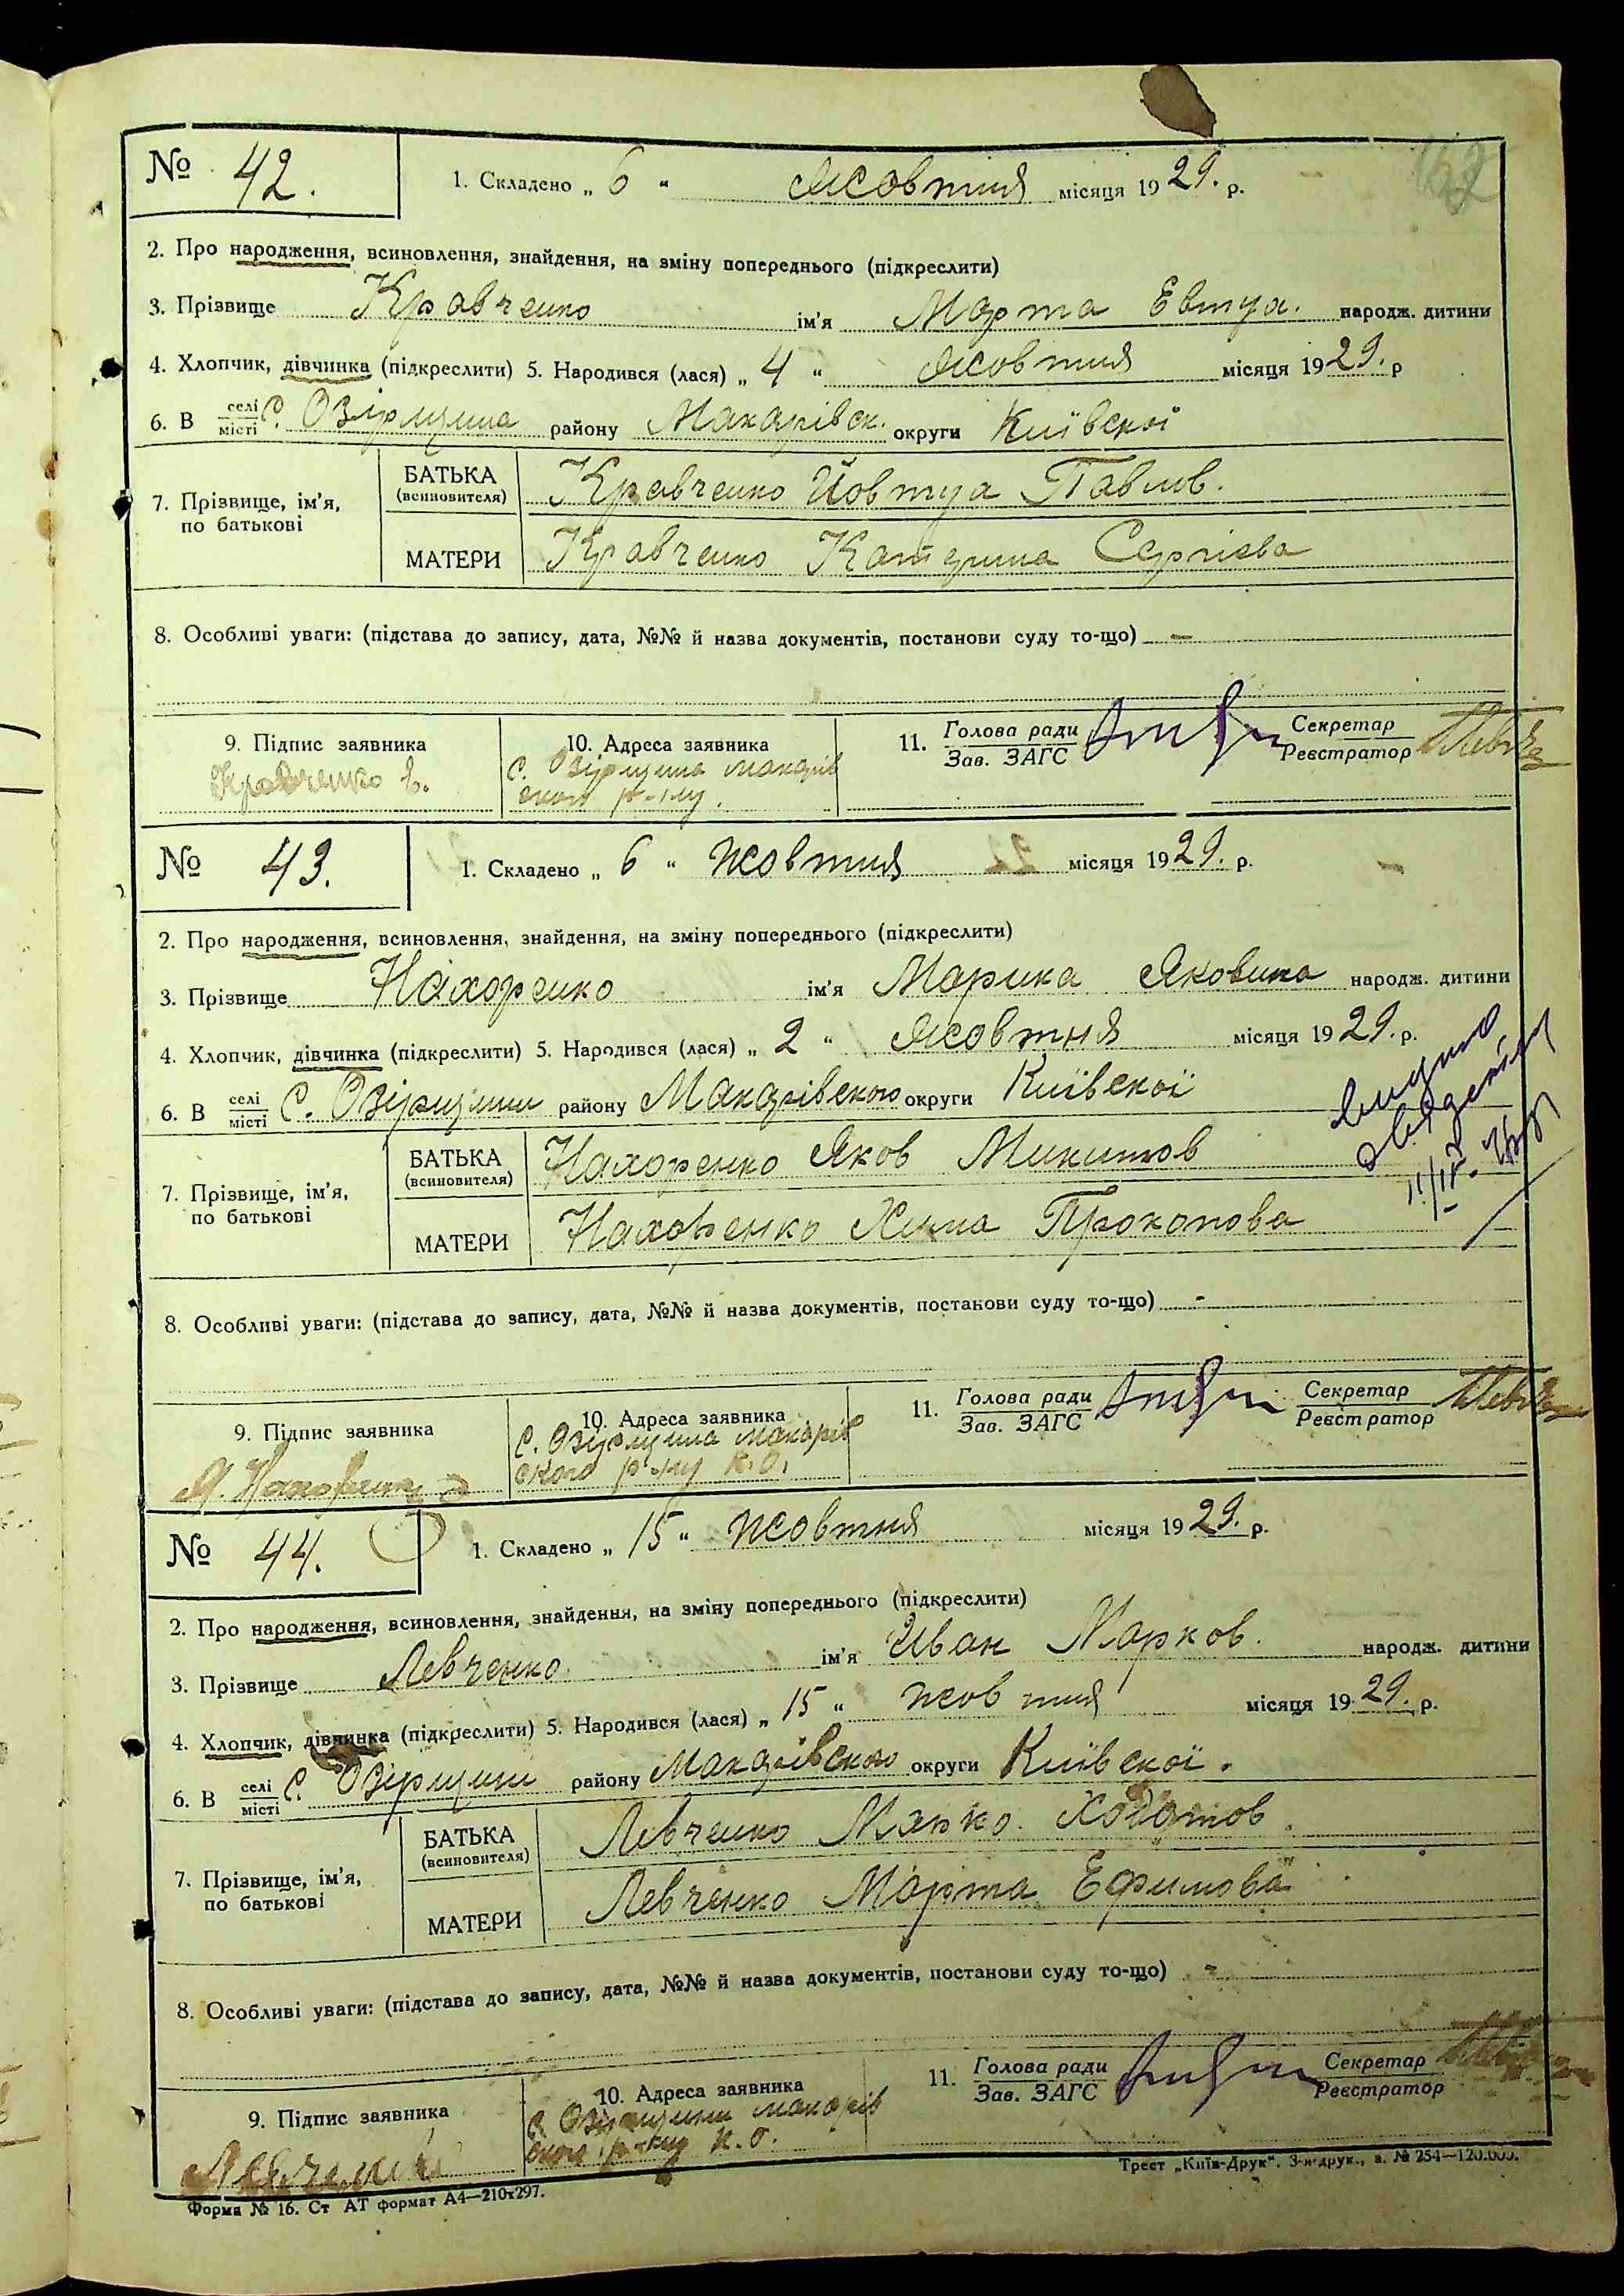 № 42. 1. Складено „ 6 “ жовтня місяця 1929. р.
2. Про народження, всиновлення, знайдення, на зміну попереднього (підкреслити)
3. Прізвище Кравченко ім'я Марта Евтуа. народж. дитини
4. Хлопчик, дівчинка (підкреслити) 5. Народився (лася) „ 4 “ жовтня місяця 1929. р
6. В селі/місті С. Озірщина району Макарівск. округи Київскої
7. Прізвище, ім'я, по батькові
БАТЬКА (всиновителя) Кравченко Йовтуа Павлов.
МАТЕРИ Кравченко Катерина Сергієва
8. Особливі уваги: (підстава до запису, дата, №№ й назва документів, постанови суду то-що) —
9. Підпис заявника
Кравченко Е.
10. Адреса заявника
С. Озірщина макарів
ского р-ну.
11. Голова ради/Зав. ЗАГС Секретар/Реєстратор
№ 43. 1. Складено „ 6 “ жовтня місяця 1929. р.
2. Про народження, всиновлення, знайдення, на зміну попереднього (підкреслити)
3. Прізвище Нахоренко ім'я Марика Яковина народж. дитини
4. Хлопчик, дівчинка (підкреслити) 5. Народився (лася) „ 2 “ жовтня місяця 1929. р.
6. В селі/місті С. Озірщини району Макарівского округи Київскої
7. Прізвище, ім'я, по батькові
БАТЬКА (всиновителя) Нахоренко Яков Микитов
МАТЕРИ Нахоренко Химa Прокопова
8. Особливі уваги: (підстава до запису, дата, №№ й назва документів, постанови суду то-що) -
9. Підпис заявника
10. Адреса заявника
С. Озірщина макарів
ского р-ну К.О.
11. Голова ради/Зав. ЗАГС Секретар/Реєстратор
№ 44. 1. Складено „ 15 “ жовтня місяця 1929. р.
2. Про народження, всиновлення, знайдення, на зміну попереднього (підкреслити)
3. Прізвище Левченко ім'я Иван Марков. народж. дитини
4. Хлопчик, дівчинка (підкреслити) 5. Народився (лася) „ 15 “ жовтня місяця 1929. р.
6. В селі/місті С. Озірщини району Макарівского округи Київскої.
7. Прізвище, ім'я, по батькові
БАТЬКА (всиновителя) Левченко Марко
МАТЕРИ Левченко Марта Ефимова
8. Особливі уваги: (підстава до запису, дата, №№ й назва документів, постанови суду то-що) -
9. Підпис заявника
10. Адреса заявника
С. Озірщини макарів
ского К.О.
11. Голова ради/Зав. ЗАГС Секретар/Реєстратор
Форма № 16. Ст АТ формат А4—210х297.
Трест „Київ-Друк“. 3-я друк., з. № 254—120.000.